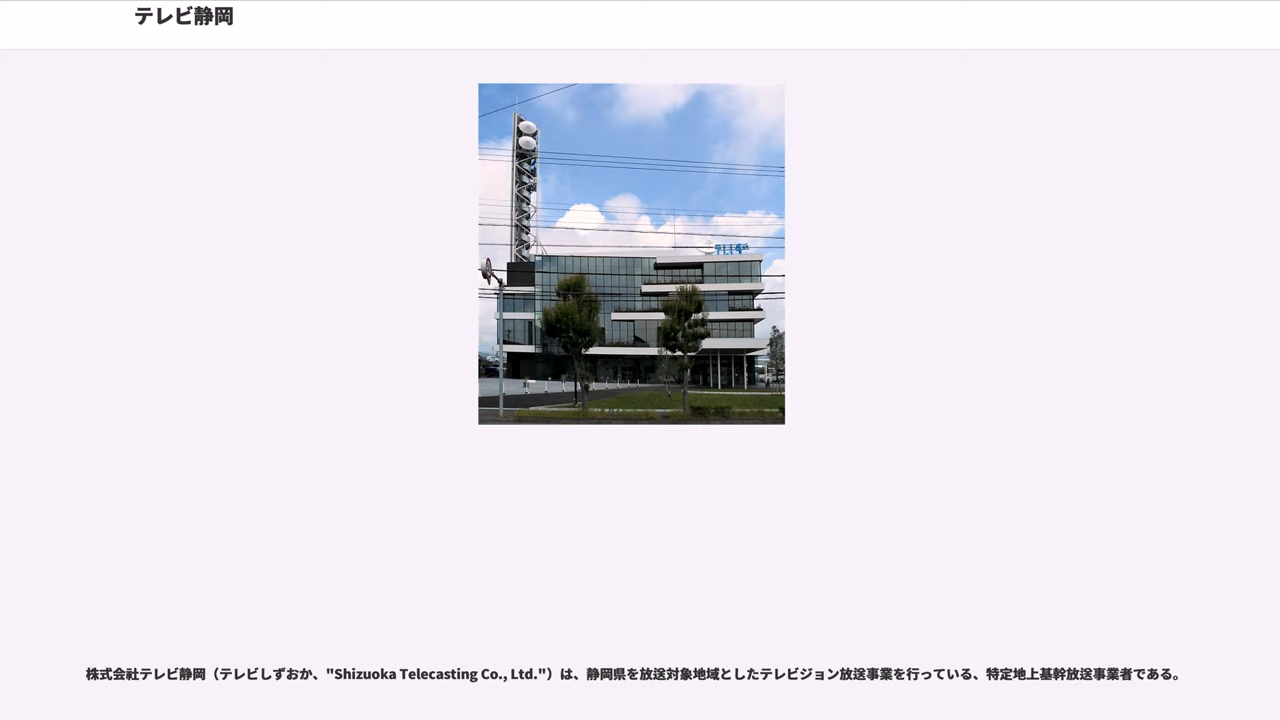 テレビ静岡
株式会社テレビ静岡（テレビしずおか、"Shizuoka Telecasting Co., Ltd."）は、静岡県を放送対象地域としたテレビジョン放送事業を行っている、特定地上基幹放送事業者である。